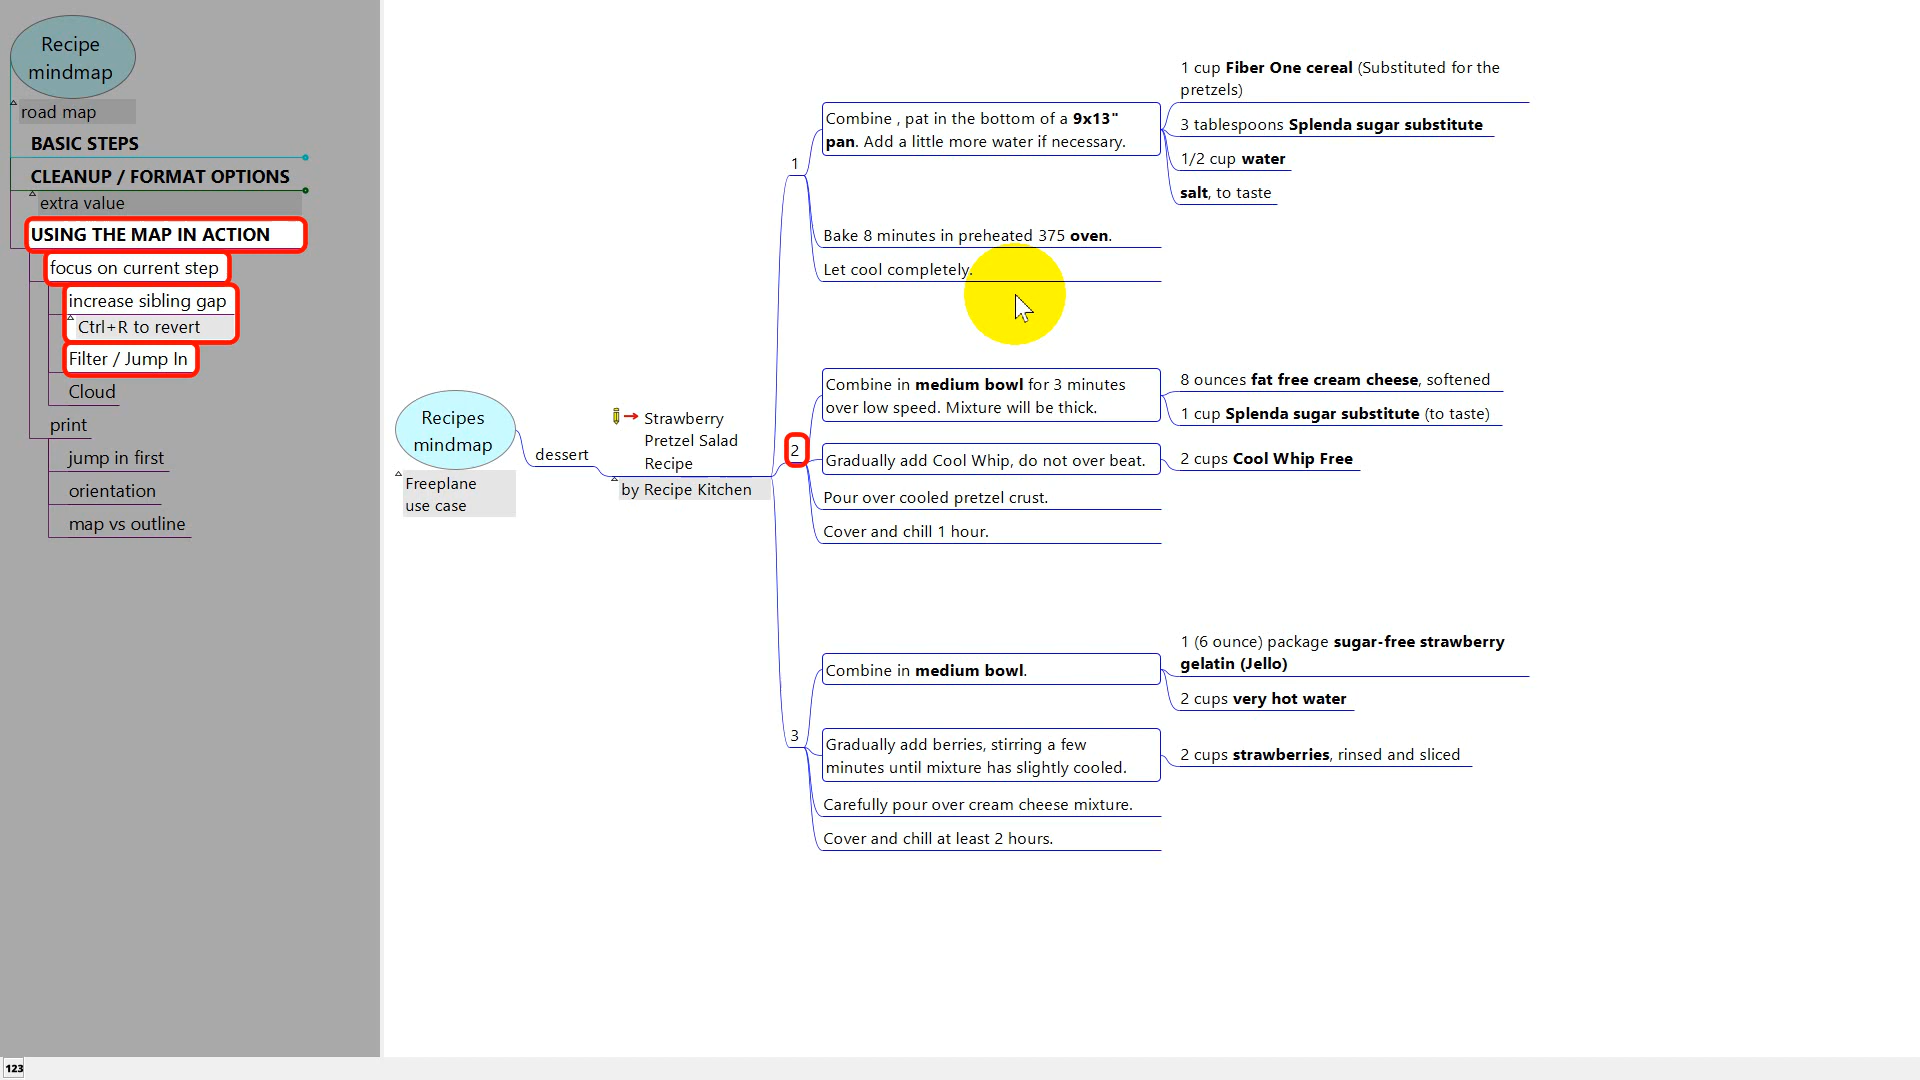 Recipe
mindmap
road map
BASIC STEPS
CLEANUP / FORMAT OPTIONS
extra value
USING THE MAP IN ACTION
focus on current step
increase sibling gap
Ctrl+R to revert
Filter / Jump In
Cloud
print
jump in first
orientation
map vs outline
Recipes
mindmap
Freeplane
use case
dessert
Strawberry
Pretzel Salad
Recipe
by Recipe Kitchen
1
Combine , pat in the bottom of a 9x13"
pan. Add a little more water if necessary.
1 cup Fiber One cereal (Substituted for the
pretzels)
3 tablespoons Splenda sugar substitute
1/2 cup water
salt, to taste
Bake 8 minutes in preheated 375 oven.
Let cool completely.
2
Combine in medium bowl for 3 minutes
over low speed. Mixture will be thick.
8 ounces fat free cream cheese, softened
1 cup Splenda sugar substitute (to taste)
Gradually add Cool Whip, do not over beat.
2 cups Cool Whip Free
Pour over cooled pretzel crust.
Cover and chill 1 hour.
3
Combine in medium bowl.
1 (6 ounce) package sugar-free strawberry
gelatin (Jello)
2 cups very hot water
Gradually add berries, stirring a few
minutes until mixture has slightly cooled.
2 cups strawberries, rinsed and sliced
Carefully pour over cream cheese mixture.
Cover and chill at least 2 hours.
123